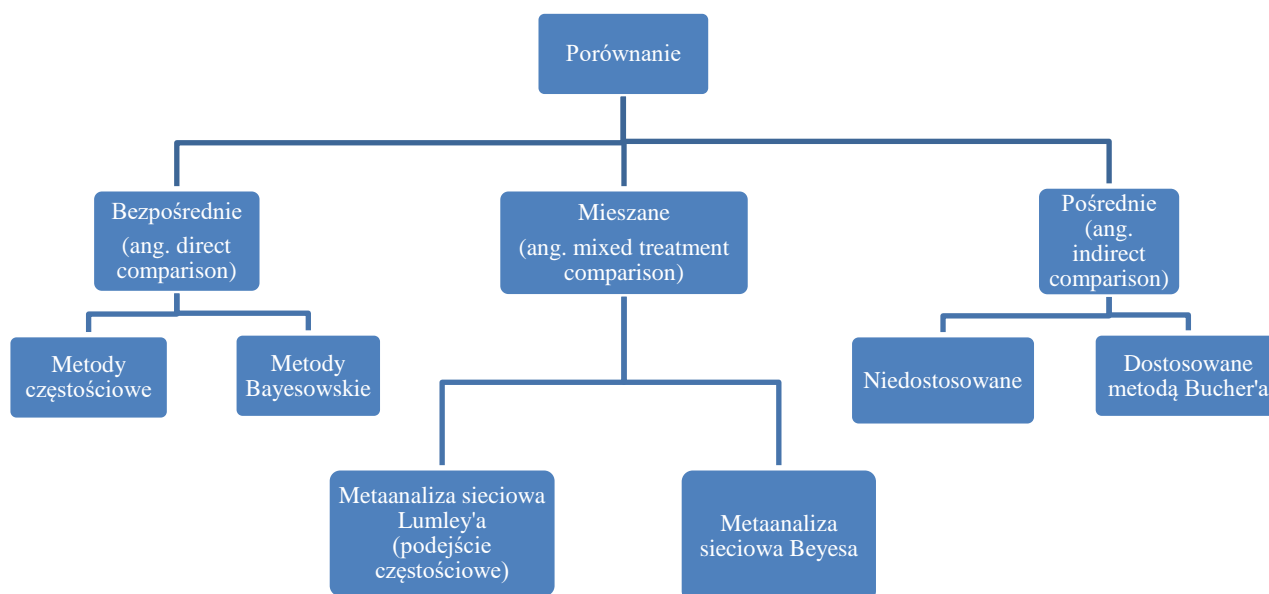 Porównanie
Bezpośrednie
(ang. direct
comparison)
Mieszane
(ang. mixed treatment
comparison)
Pośrednie
(ang.
indirect
comparison)
Metody
częstościowe
Metody
Bayesowskie
Niedostosowane
Dostosowane
metodą Bucher'a
Metaanaliza sieciowa
Lumley'a
(podejście
częstościowe)
Metaanaliza
sieciowa Beyesa